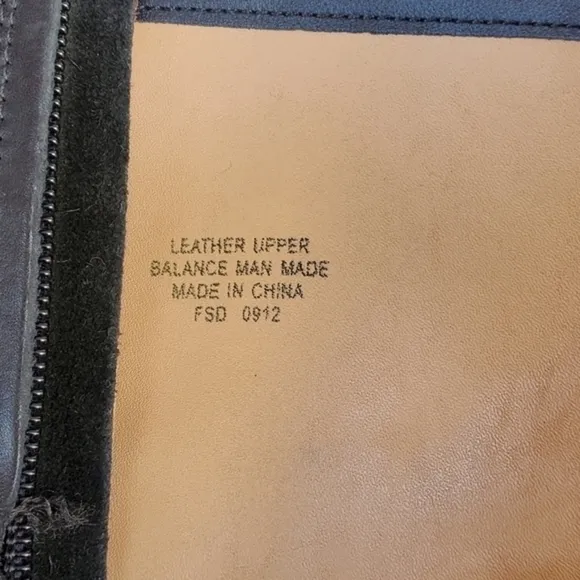 LEATHER UPPER
BALANCE MAN MADE
MADE IN CHINA
FSD 0912